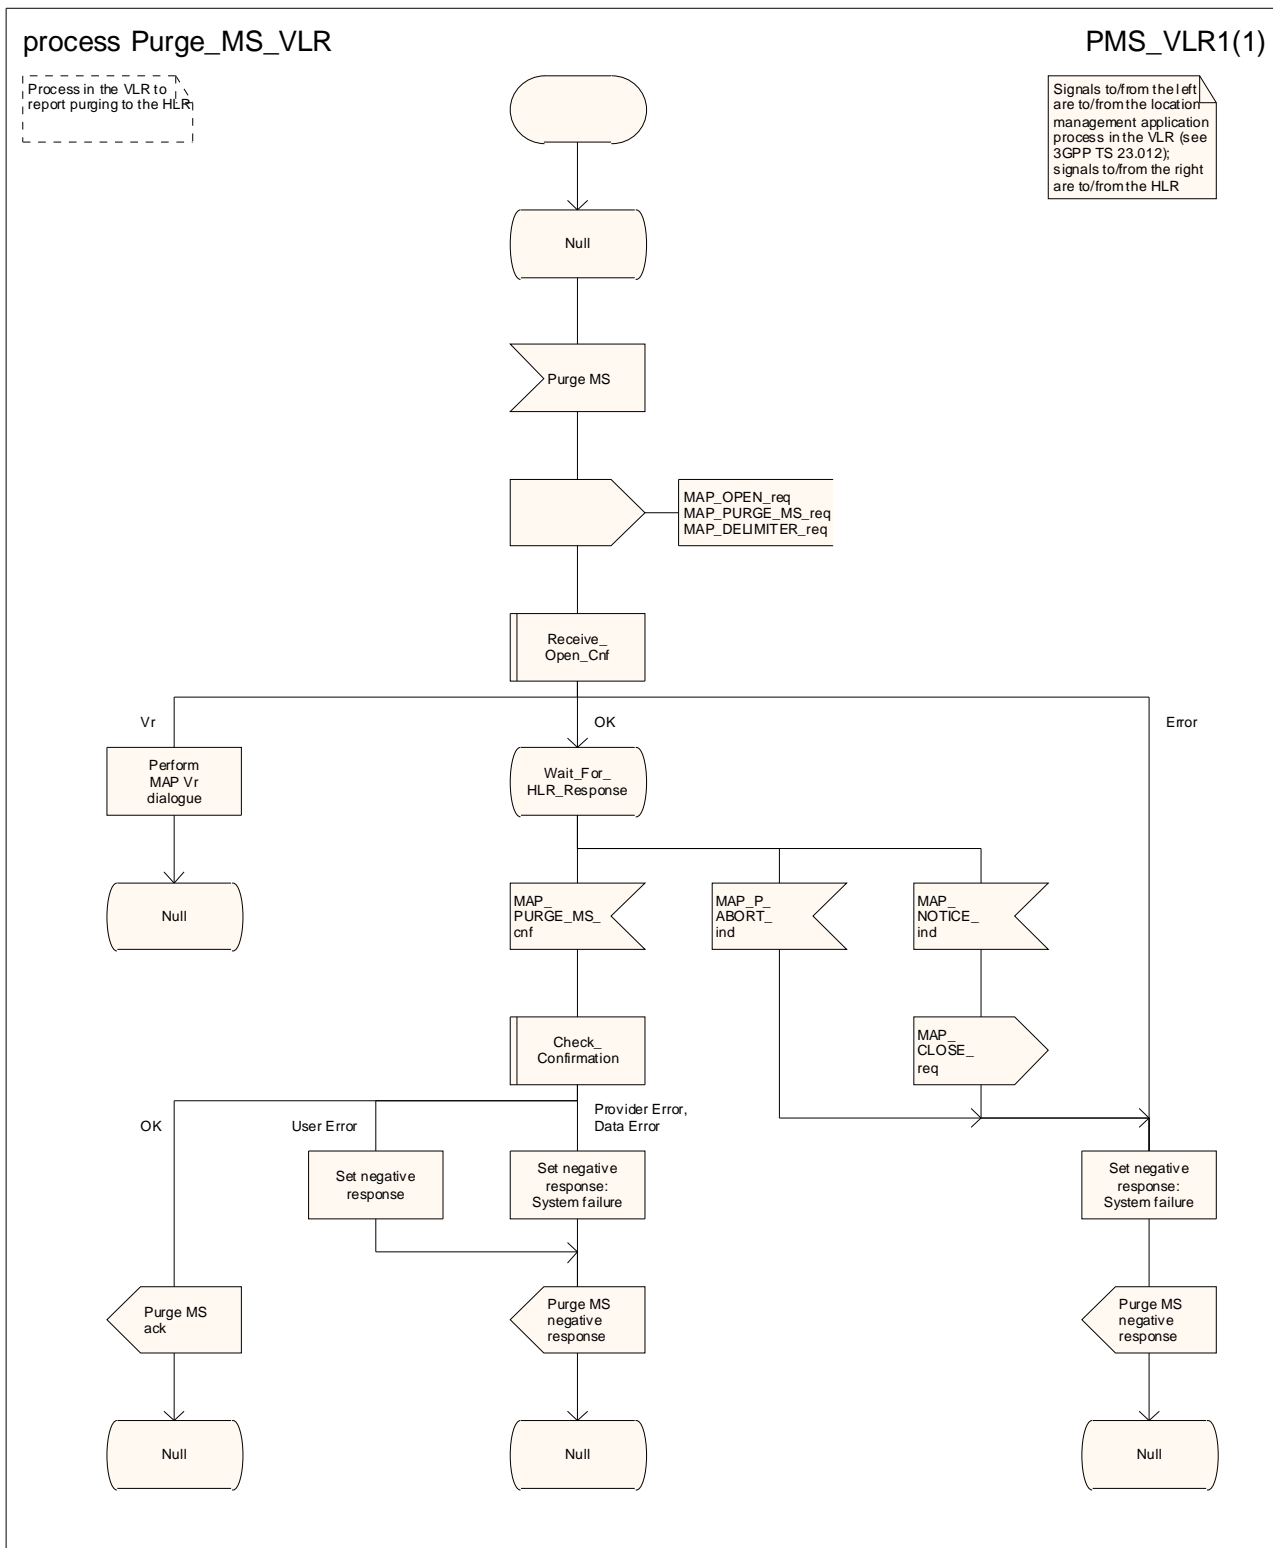 process Purge_MS_VLR
PMS_VLR1(1)
Process in the VLR to
report purging to the HLR
Signals to/from the left
are to/from the location
management application
process in the VLR (see
3GPP TS 23.012);
signals to/from the right
are to/from the HLR
Null
Purge MS
MAP_OPEN_req
MAP_PURGE_MS_req
MAP_DELIMITER_req
Receive_
Open_Cnf
Vr
OK
Error
Perform
MAP Vr
dialogue
Wait_For_
HLR_Response
Null
MAP_
PURGE_MS_
cnf
MAP_P_
ABORT_
ind
MAP_
NOTICE_
ind
Check_
Confirmation
MAP_
CLOSE_
req
OK
User Error
Provider Error,
Data Error
Set negative
response
Set negative
response:
System failure
Set negative
response:
System failure
Purge MS
ack
Purge MS
negative
response
Purge MS
negative
response
Null
Null
Null